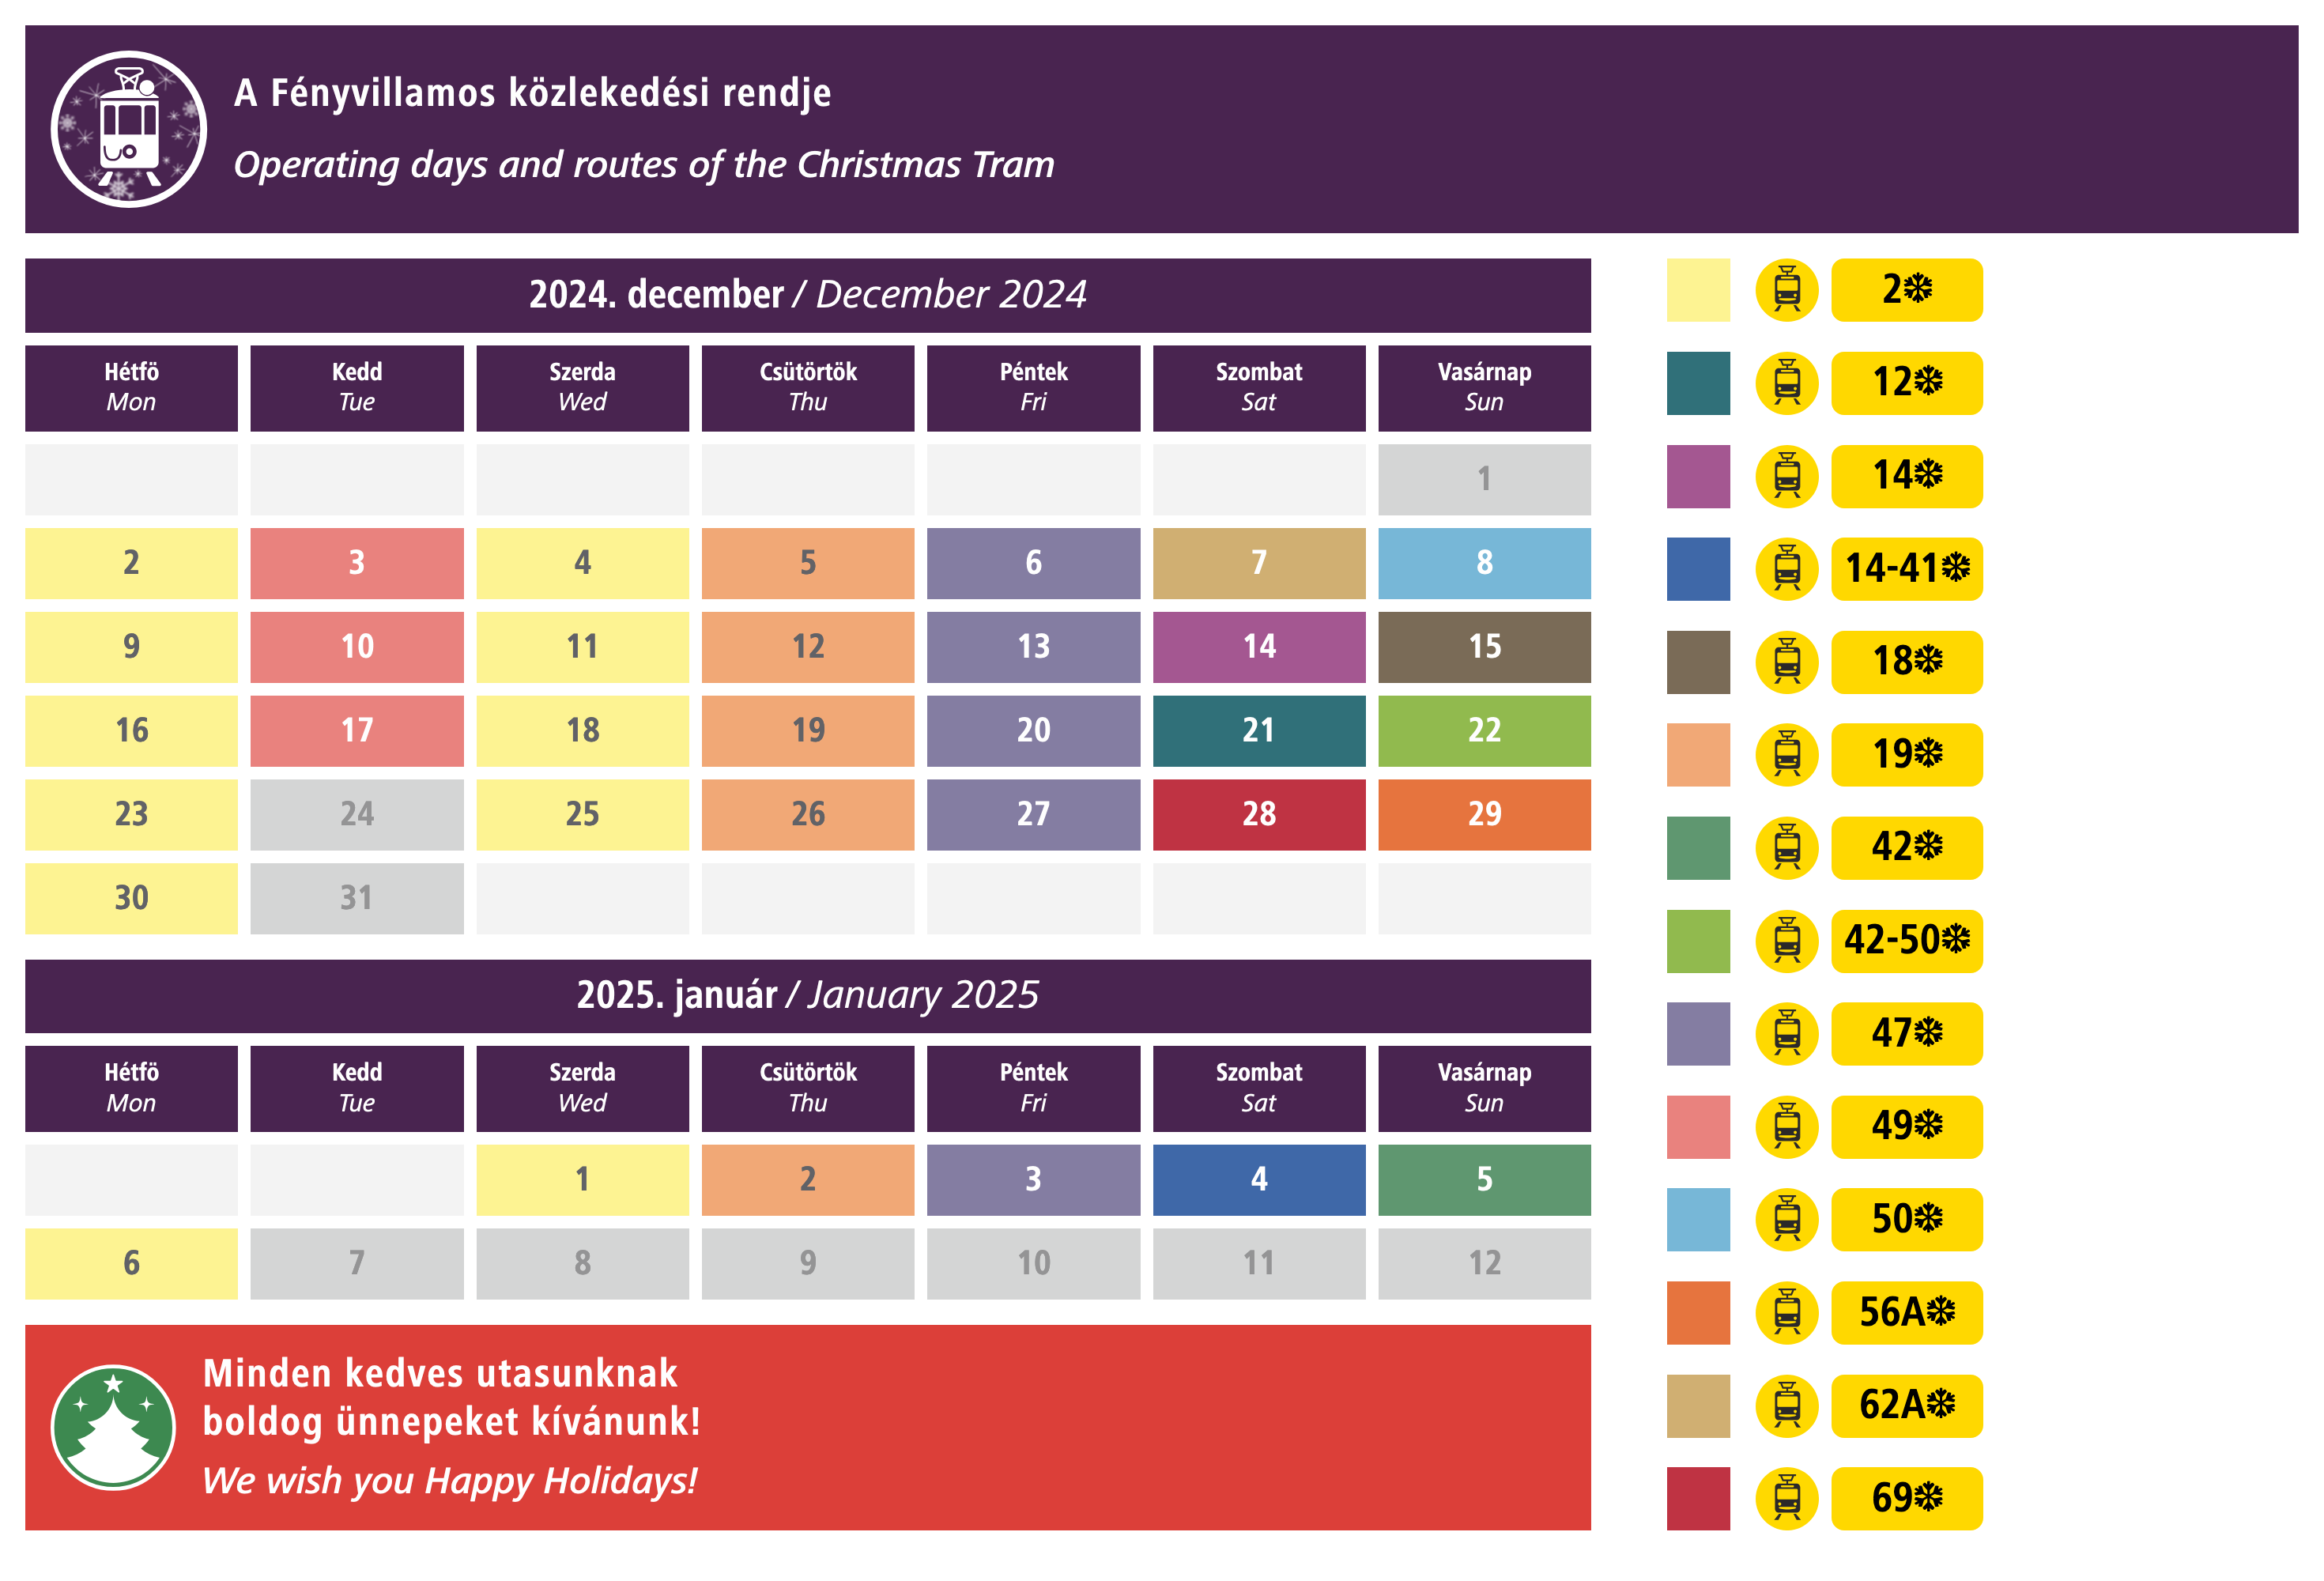 A Fényvillamos közlekedési rendje
Operating days and routes of the Christmas Tram
2024. december / December 2024
Hétfö Kedd Szerda Csütörtök Péntek Szombat Vasárnap
Mon Tue Wed Thu Fri Sat Sun
1
2 3 4 5 6 7 8
9 10 11 12 13 14 15
16 17 18 19 20 21 22
23 24 25 26 27 28 29
30 31
2025. január / January 2025
Hétfö Kedd Szerda Csütörtök Péntek Szombat Vasárnap
Mon Tue Wed Thu Fri Sat Sun
1 2 3 4 5
6 7 8 9 10 11 12
Minden kedves utasunknak
boldog ünnepeket kívánunk!
We wish you Happy Holidays!
2❄
12❄
14❄
14-41❄
18❄
19❄
42❄
42-50❄
47❄
49❄
50❄
56A❄
62A❄
69❄